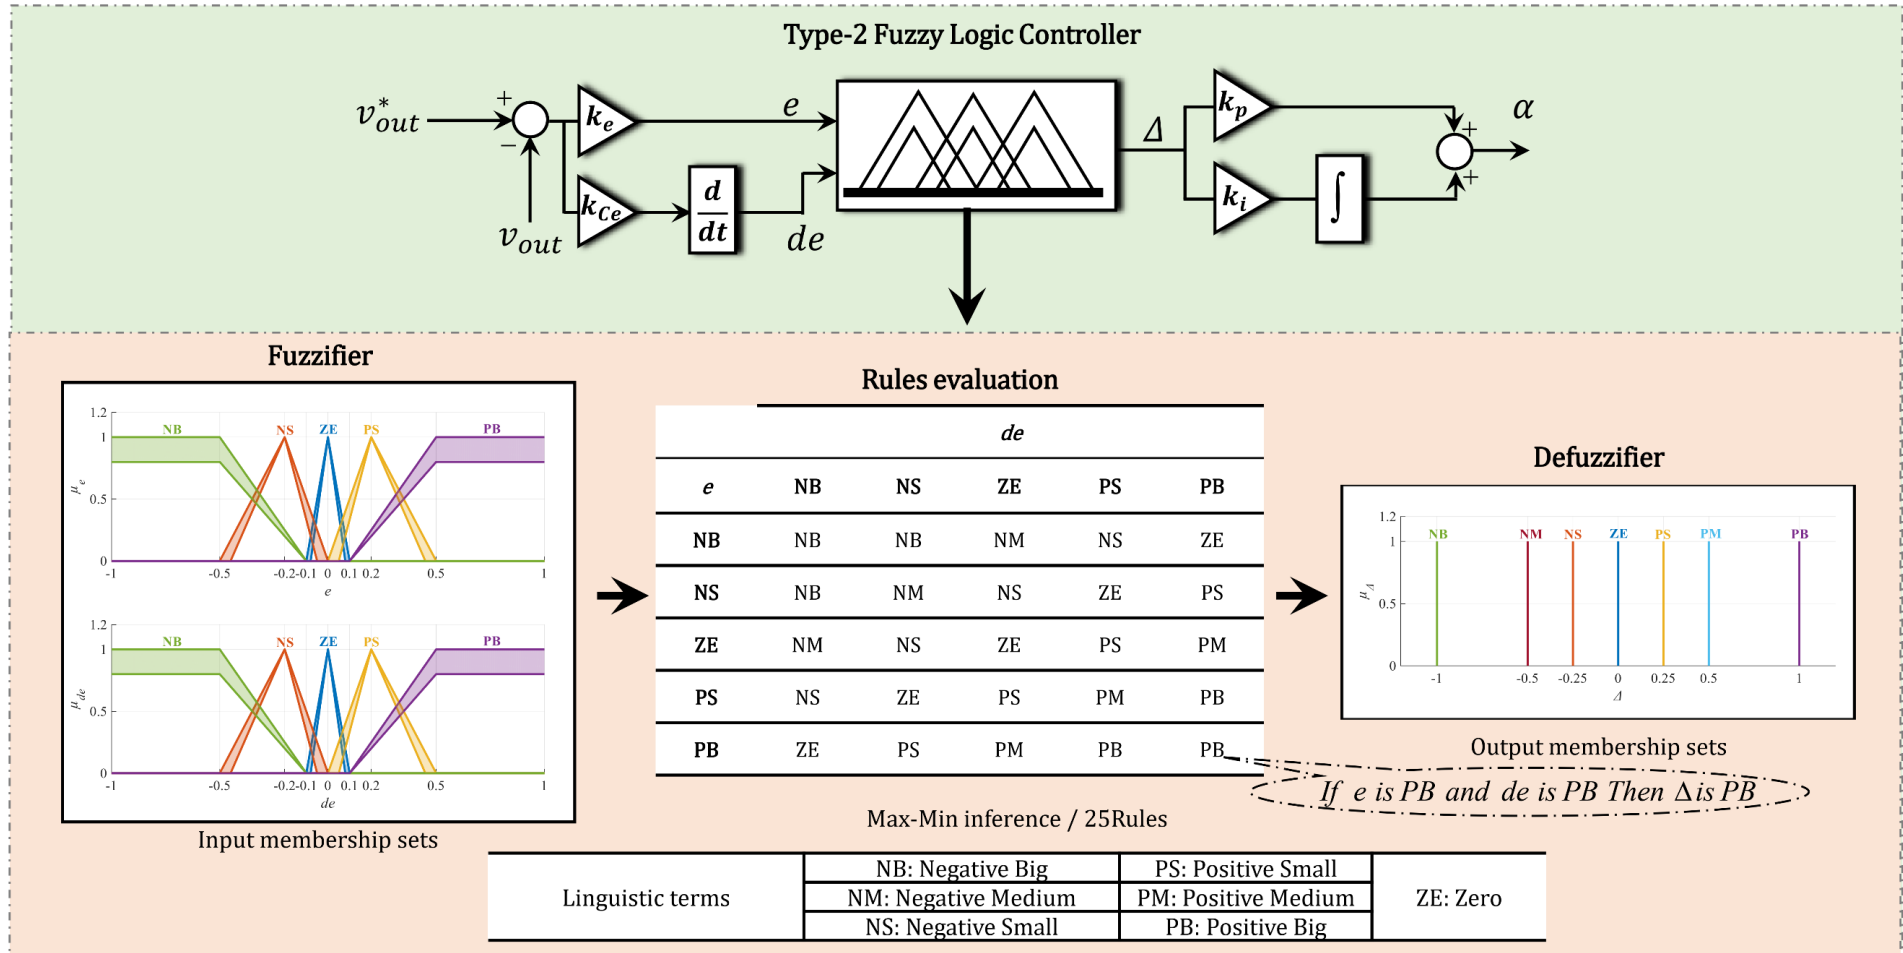 Type-2 Fuzzy Logic Controller
v*out
+
−
vout
ke
kCe
d
dt
e
de
Δ
kp
ki
∫
+
+
α
Fuzzifier
1.2
1
0.5
0
μe
NB NS ZE PS PB
-1 -0.5 -0.2 -0.1 0 0.1 0.2 0.5 1
e
1.2
1
0.5
0
μde
NB NS ZE PS PB
-1 -0.5 -0.2 -0.1 0 0.1 0.2 0.5 1
de
Input membership sets
Rules evaluation
de
e NB NS ZE PS PB
NB NB NB NM NS ZE
NS NB NM NS ZE PS
ZE NM NS ZE PS PM
PS NS ZE PS PM PB
PB ZE PS PM PB PB
Max-Min inference / 25Rules
Defuzzifier
1.2
1
0.5
0
μΔ
NB NM NS ZE PS PM PB
-1 -0.5 -0.25 0 0.25 0.5 1
Δ
Output membership sets
If e is PB and de is PB Then Δ is PB
Linguistic terms
NB: Negative Big
NM: Negative Medium
NS: Negative Small
PS: Positive Small
PM: Positive Medium
PB: Positive Big
ZE: Zero